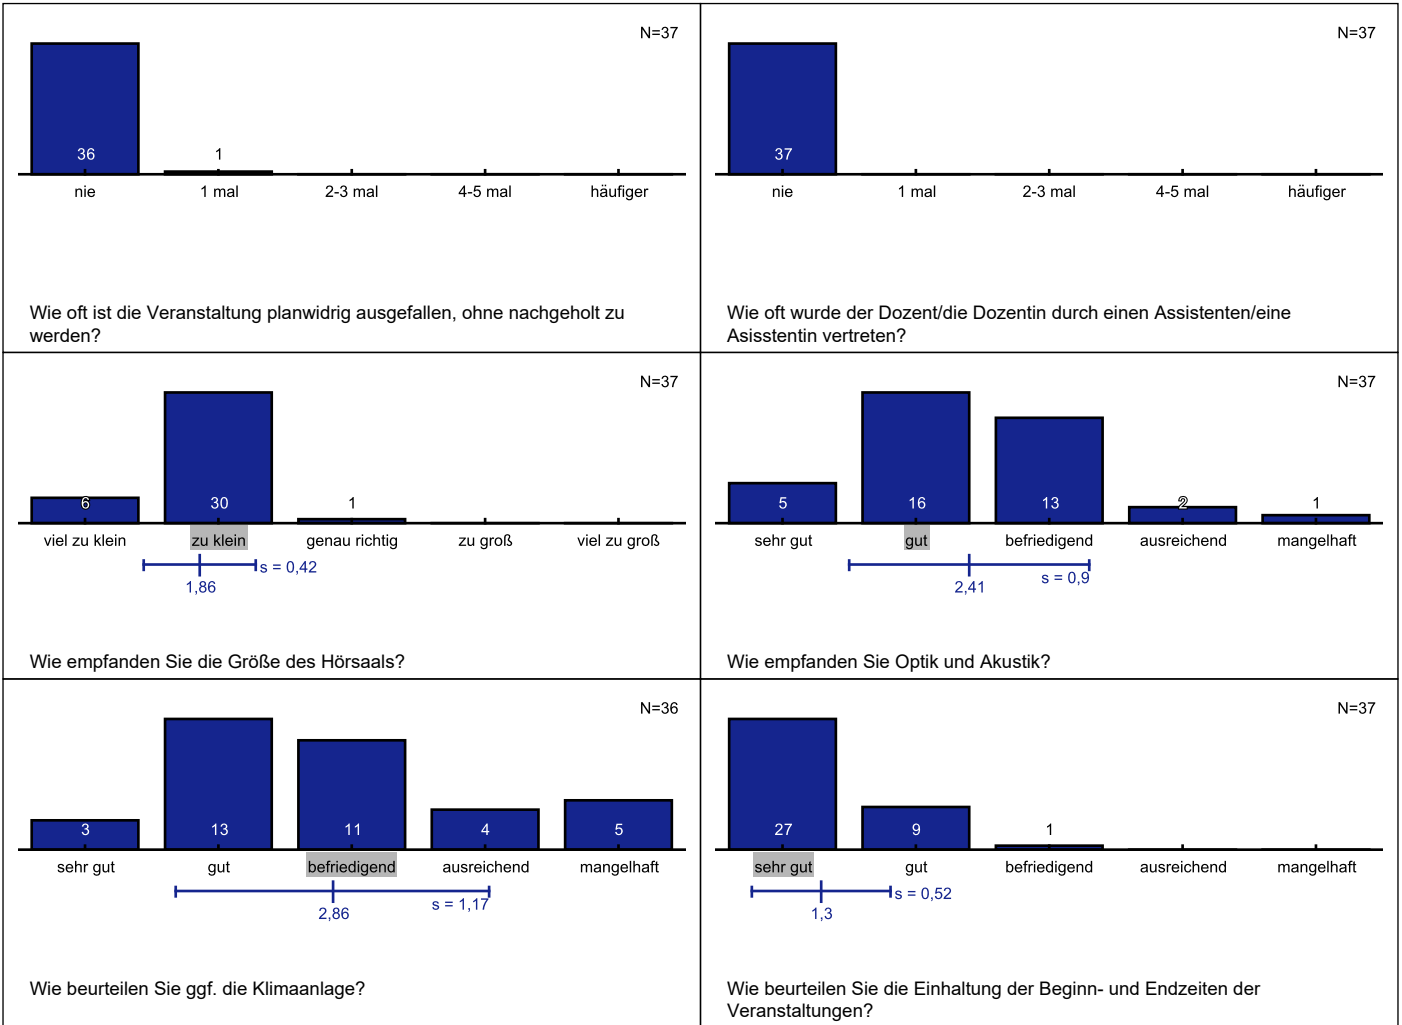 N=37
36
1
nie
1 mal
2-3 mal
4-5 mal
häufiger
Wie oft ist die Veranstaltung planwidrig ausgefallen, ohne nachgeholt zu
werden?
N=37
37
nie
1 mal
2-3 mal
4-5 mal
häufiger
Wie oft wurde der Dozent/die Dozentin durch einen Assistenten/eine
Asisstentin vertreten?
N=37
6
30
1
viel zu klein
zu klein
genau richtig
zu groß
viel zu groß
s = 0,42
1,86
Wie empfanden Sie die Größe des Hörsaals?
N=37
5
16
13
2
1
sehr gut
gut
befriedigend
ausreichend
mangelhaft
s = 0,9
2,41
Wie empfanden Sie Optik und Akustik?
N=36
3
13
11
4
5
sehr gut
gut
befriedigend
ausreichend
mangelhaft
s = 1,17
2,86
Wie beurteilen Sie ggf. die Klimaanlage?
N=37
27
9
1
sehr gut
gut
befriedigend
ausreichend
mangelhaft
s = 0,52
1,3
Wie beurteilen Sie die Einhaltung der Beginn- und Endzeiten der
Veranstaltungen?